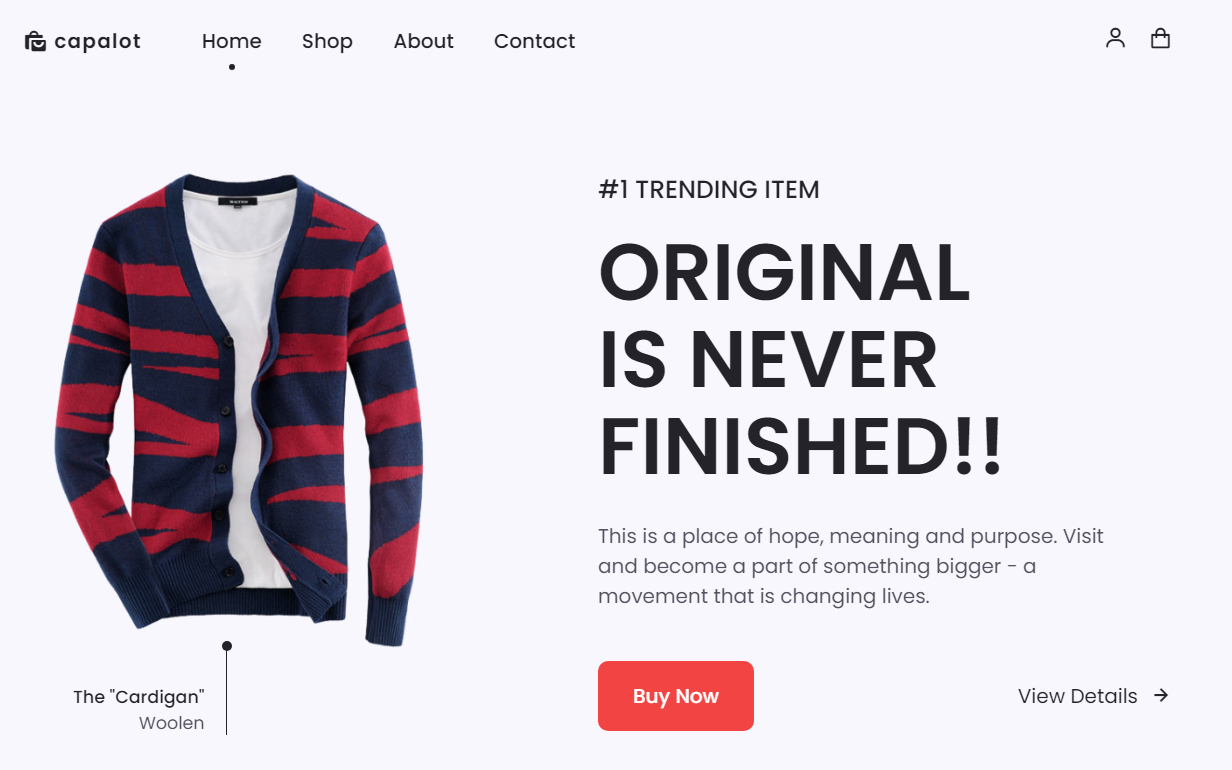 capalot
Home Shop About Contact
#1 TRENDING ITEM
ORIGINAL
IS NEVER
FINISHED!!
This is a place of hope, meaning and purpose. Visit
and become a part of something bigger - a
movement that is changing lives.
Buy Now
View Details
The "Cardigan"
Woolen